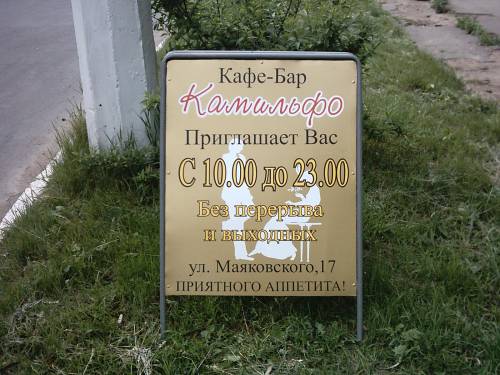 Кафе-Бар
Камильфо
Приглашает Вас
С 10.00 до 23.00
Без перерыва
и выходных
ул. Маяковского,17
ПРИЯТНОГО АППЕТИТА!